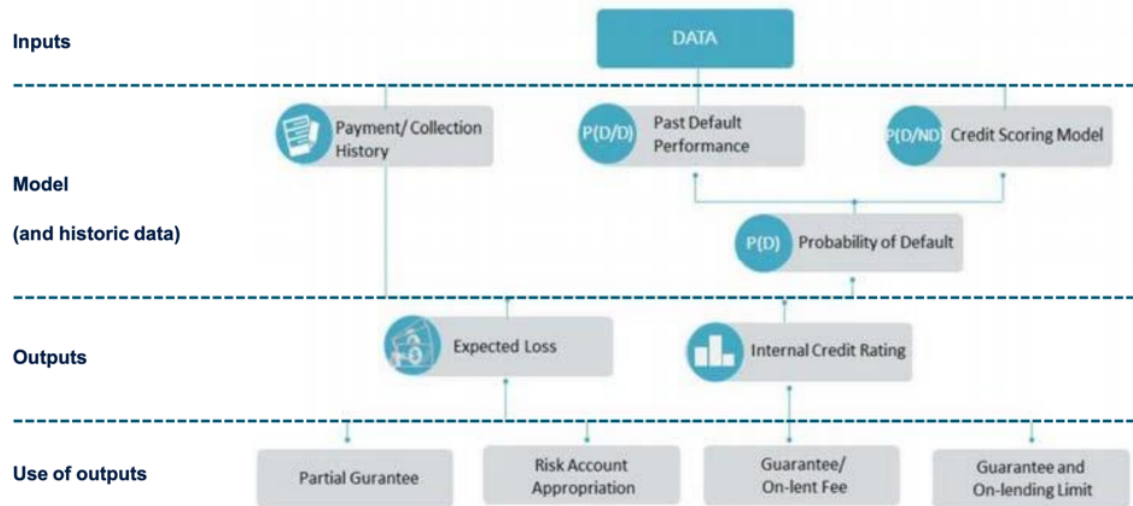 Inputs
DATA
Payment/ Collection
History
P(D/D)
Past Default
Performance
P(D/ND)
Credit Scoring Model
Model
(and historic data)
P(D)
Probability of Default
Outputs
Expected Loss
Internal Credit Rating
Use of outputs
Partial Gurantee
Risk Account
Appropriation
Guarantee/
On-lent Fee
Guarantee and
On-lending Limit